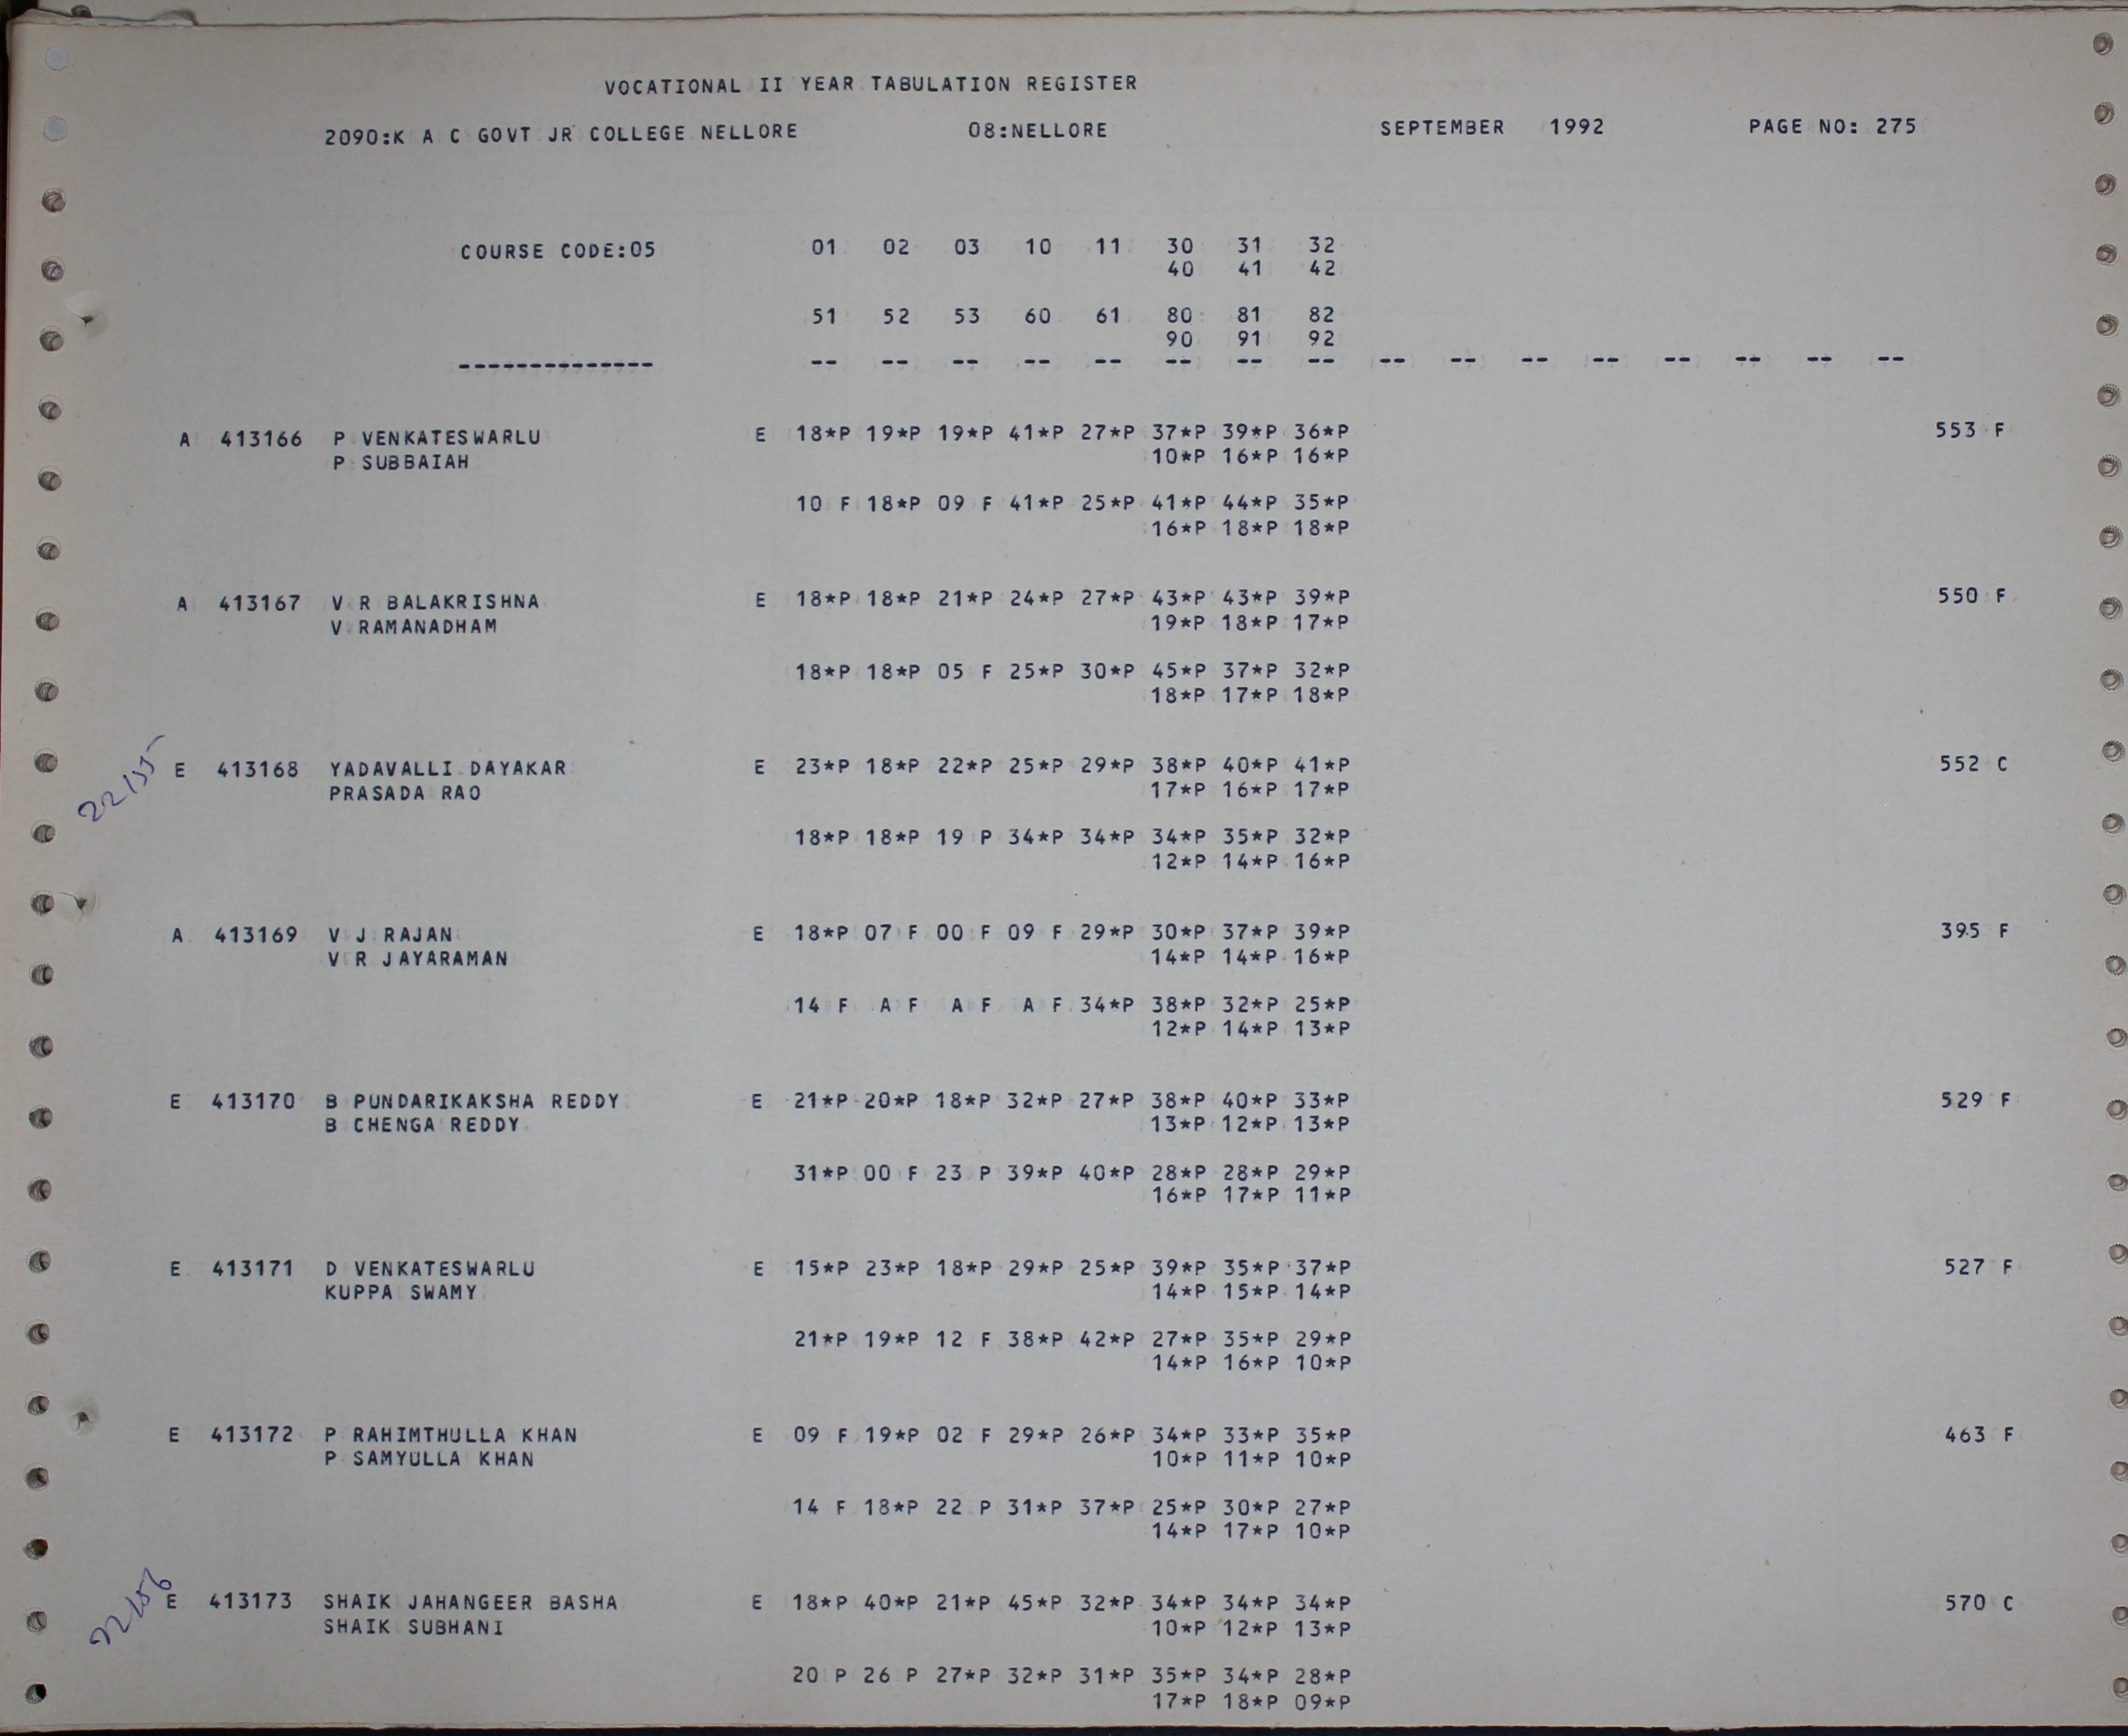 VOCATIONAL II YEAR TABULATION REGISTER
2090:K A C GOVT JR COLLEGE NELLORE 08:NELLORE SEPTEMBER 1992 PAGE NO: 275
COURSE CODE:05 01 02 03 10 11 30 31 32
40 41 42
51 52 53 60 61 80 81 82
90 91 92
-------------- -- -- -- -- -- -- -- -- -- -- -- -- -- -- -- --
A 413166 P VENKATESWARLU E 18*P 19*P 19*P 41*P 27*P 37*P 39*P 36*P 553 F
P SUBBAIAH 10*P 16*P 16*P
10 F 18*P 09 F 41*P 25*P 41*P 44*P 35*P
16*P 18*P 18*P
A 413167 V R BALAKRISHNA E 18*P 18*P 21*P 24*P 27*P 43*P 43*P 39*P 550 F
V RAMANADHAM 19*P 18*P 17*P
18*P 18*P 05 F 25*P 30*P 45*P 37*P 32*P
18*P 17*P 18*P
22/55
E 413168 YADAVALLI DAYAKAR E 23*P 18*P 22*P 25*P 29*P 38*P 40*P 41*P 552 C
PRASADA RAO 17*P 16*P 17*P
18*P 18*P 19 P 34*P 34*P 34*P 35*P 32*P
12*P 14*P 16*P
A 413169 V J RAJAN E 18*P 07 F 00 F 09 F 29*P 30*P 37*P 39*P 395 F
V R JAYARAMAN 14*P 14*P 16*P
14 F A F A F A F 34*P 38*P 32*P 25*P
12*P 14*P 13*P
E 413170 B PUNDARIKAKSHA REDDY E 21*P 20*P 18*P 32*P 27*P 38*P 40*P 33*P 529 F
B CHENGA REDDY 13*P 12*P 13*P
31*P 00 F 23 P 39*P 40*P 28*P 28*P 29*P
16*P 17*P 11*P
E 413171 D VENKATESWARLU E 15*P 23*P 18*P 29*P 25*P 39*P 35*P 37*P 527 F
KUPPA SWAMY 14*P 15*P 14*P
21*P 19*P 12 F 38*P 42*P 27*P 35*P 29*P
14*P 16*P 10*P
E 413172 P RAHIMTHULLA KHAN E 09 F 19*P 02 F 29*P 26*P 34*P 33*P 35*P 463 F
P SAMYULLA KHAN 10*P 11*P 10*P
14 F 18*P 22 P 31*P 37*P 25*P 30*P 27*P
14*P 17*P 10*P
22/56
E 413173 SHAIK JAHANGEER BASHA E 18*P 40*P 21*P 45*P 32*P 34*P 34*P 34*P 570 C
SHAIK SUBHANI 10*P 12*P 13*P
20 P 26 P 27*P 32*P 31*P 35*P 34*P 28*P
17*P 18*P 09*P